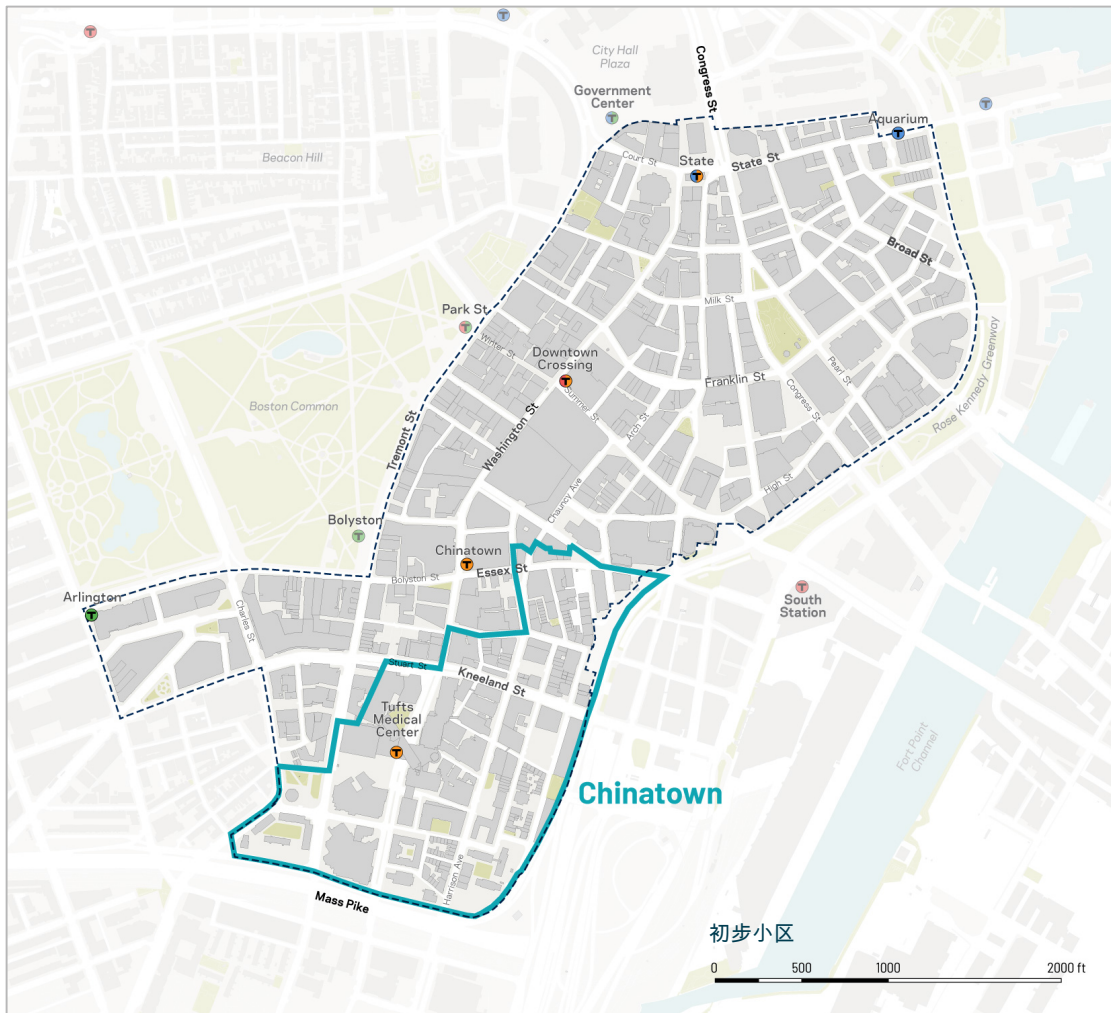 City Hall
Plaza
Congress St
Government
Center
Aquarium
Court St
State
State St
Beacon Hill
Broad St
Milk St
Park St
Winter St
Downtown
Crossing
Franklin St
Pearl St
Congress St
Rose Kennedy Greenway
Summer St
Arch St
Boston Common
Tremont St
Washington St
Chauncy Ave
High St
Bolyston
Chinatown
Essex St
Bolyston St
Arlington
Charles St
South
Station
Stuart St
Kneeland St
Tufts
Medical
Center
Fort Point
Channel
Chinatown
Harrison Ave
Mass Pike
初步小区
0 500 1000 2000 ft